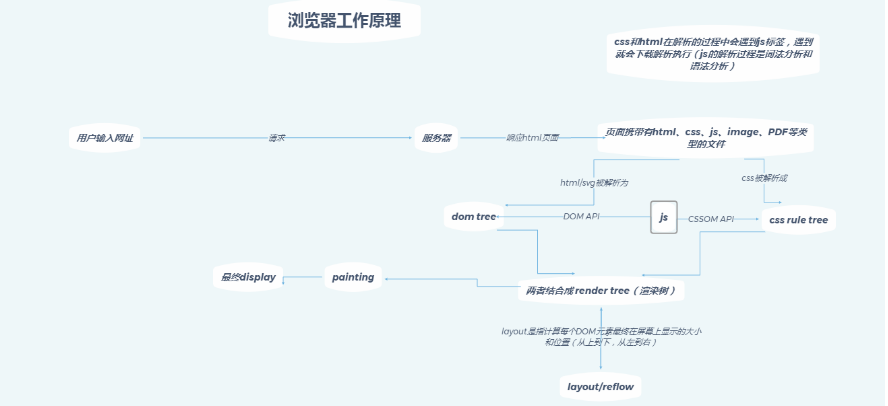 浏览器工作原理
css和html在解析的过程中会遇到js标签，遇到
就会下载解析执行（js的解析过程是词法分析和
语法分析）
用户输入网址
请求
服务器
响应html页面
页面携带有html、css、js、image、PDF等类
型的文件
html/svg被解析为
css被解析成
dom tree
DOM API
js
CSSOM API
css rule tree
最终display
painting
两者结合成 render tree（渲染树）
layout是指计算每个DOM元素最终在屏幕上显示的大小
和位置（从上到下，从左到右）
layout/reflow